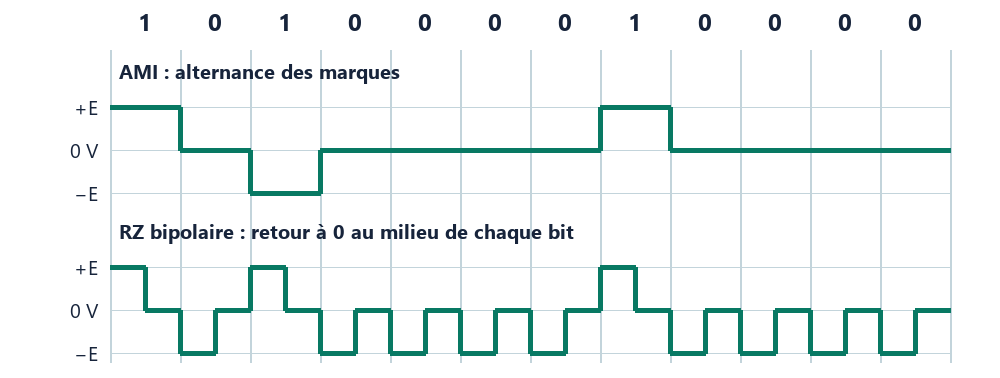 1 0 1 0 0 0 0 1 0 0 0 0
AMI : alternance des marques
+E
0 V
−E
RZ bipolaire : retour à 0 au milieu de chaque bit
+E
0 V
−E